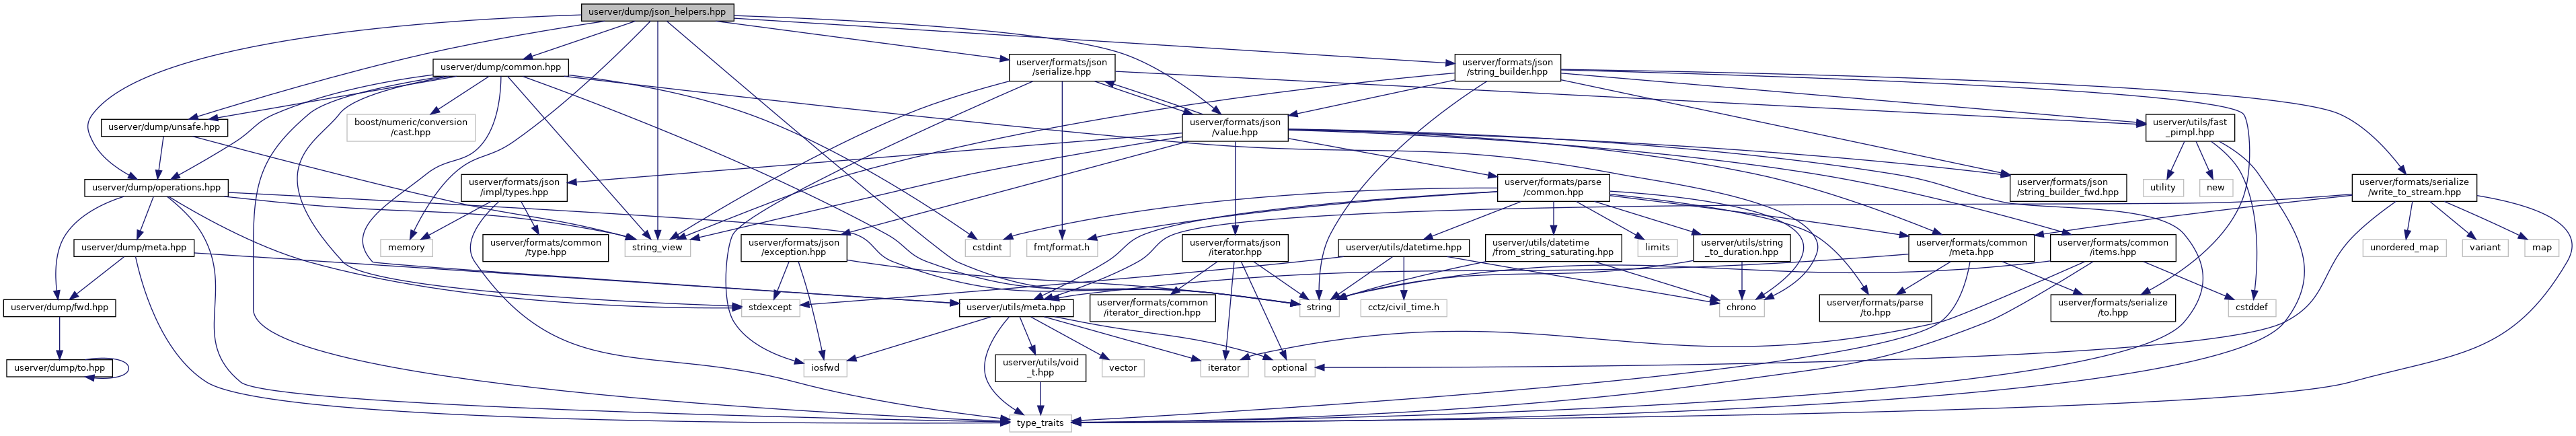 userver/dump/json_helpers.hpp
userver/dump/common.hpp
userver/formats/json
/serialize.hpp
userver/formats/json
/string_builder.hpp
userver/dump/unsafe.hpp
boost/numeric/conversion
/cast.hpp
userver/formats/json
/value.hpp
userver/utils/fast
_pimpl.hpp
userver/dump/operations.hpp
userver/formats/json
/impl/types.hpp
userver/formats/parse
/common.hpp
userver/formats/json
/string_builder_fwd.hpp
utility
new
userver/formats/serialize
/write_to_stream.hpp
userver/dump/meta.hpp
memory
userver/formats/common
/type.hpp
string_view
userver/formats/json
/exception.hpp
cstdint
fmt/format.h
userver/formats/json
/iterator.hpp
userver/utils/datetime.hpp
userver/utils/datetime
/from_string_saturating.hpp
limits
userver/utils/string
_to_duration.hpp
userver/formats/common
/meta.hpp
userver/formats/common
/items.hpp
unordered_map
variant
map
userver/dump/fwd.hpp
stdexcept
userver/utils/meta.hpp
userver/formats/common
/iterator_direction.hpp
string
cctz/civil_time.h
chrono
userver/formats/parse
/to.hpp
userver/formats/serialize
/to.hpp
cstddef
userver/dump/to.hpp
iosfwd
userver/utils/void
_t.hpp
vector
iterator
optional
type_traits